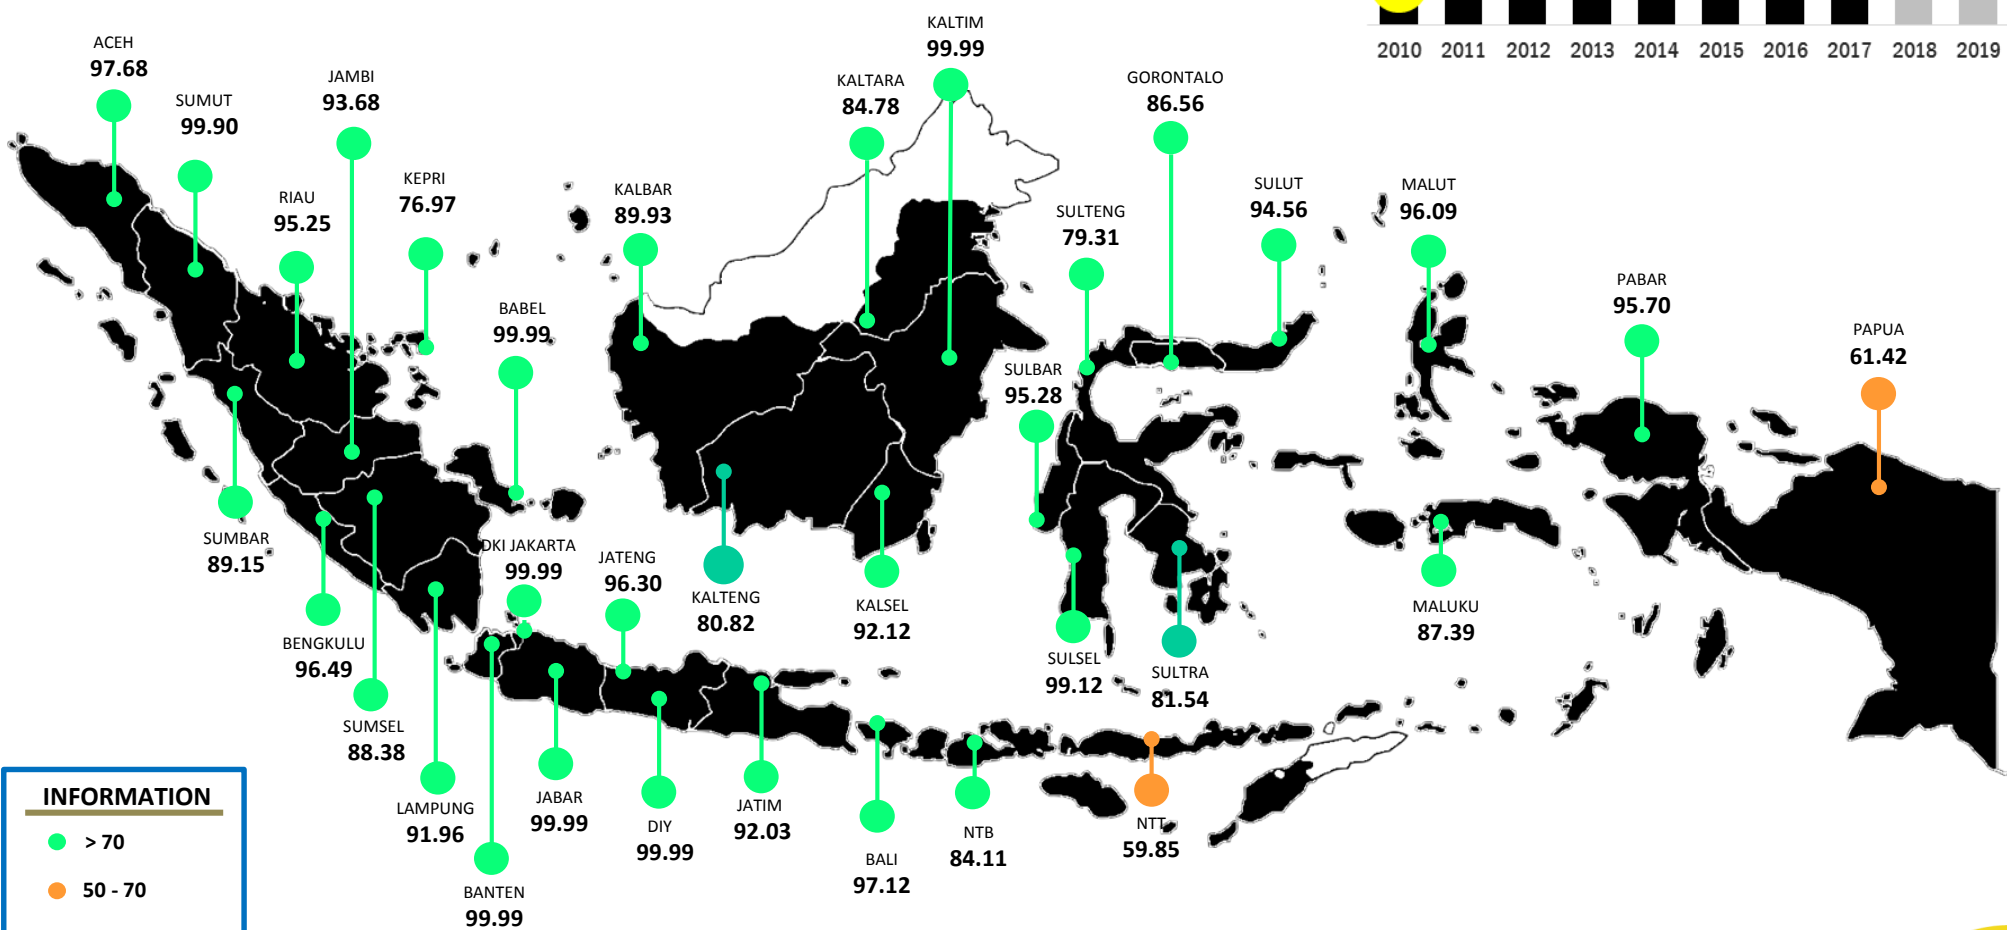 2010 2011 2012 2013 2014 2015 2016 2017 2018 2019
ACEH
97.68
SUMUT
99.90
RIAU
95.25
JAMBI
93.68
KEPRI
76.97
BABEL
99.99
KALBAR
89.93
KALTARA
84.78
KALTIM
99.99
GORONTALO
86.56
SULTENG
79.31
SULUT
94.56
MALUT
96.09
PABAR
95.70
PAPUA
61.42
SULBAR
95.28
SUMBAR
89.15
BENGKULU
96.49
SUMSEL
88.38
LAMPUNG
91.96
BANTEN
99.99
DKI JAKARTA
99.99
JATENG
96.30
JABAR
99.99
DIY
99.99
JATIM
92.03
KALTENG
80.82
KALSEL
92.12
BALI
97.12
NTB
84.11
NTT
59.85
SULSEL
99.12
SULTRA
81.54
MALUKU
87.39
INFORMATION
> 70
50 - 70